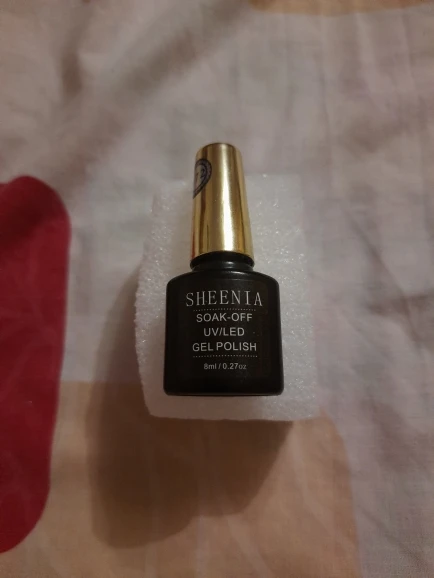 SHEENIA
SOAK-OFF
UV/LED
GEL POLISH
8ml / 0.27oz